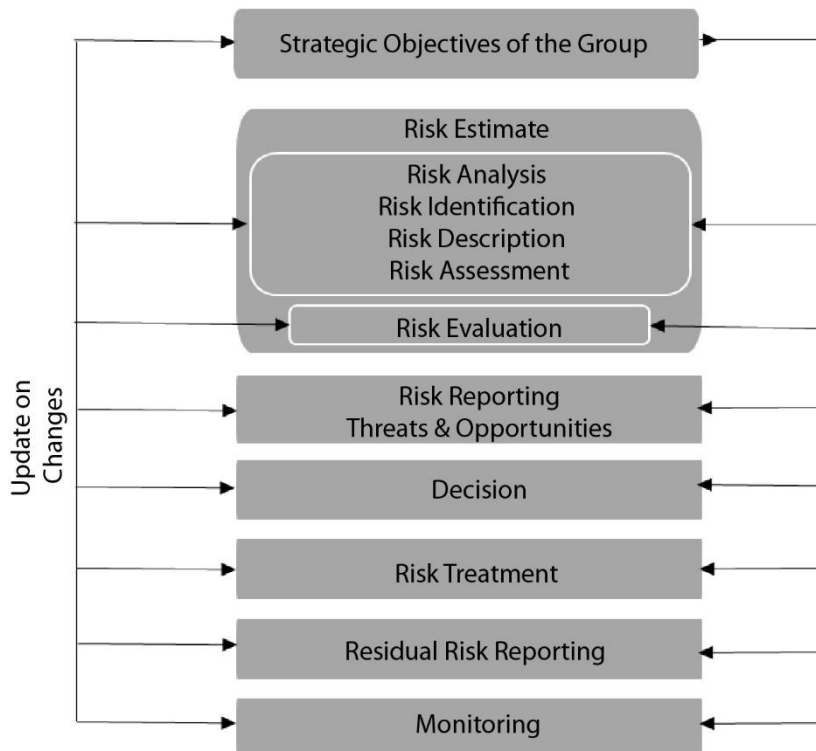 Strategic Objectives of the Group
Risk Estimate
Risk Analysis
Risk Identification
Risk Description
Risk Assessment
Risk Evaluation
Risk Reporting
Threats & Opportunities
Decision
Risk Treatment
Residual Risk Reporting
Monitoring
Update on
Changes